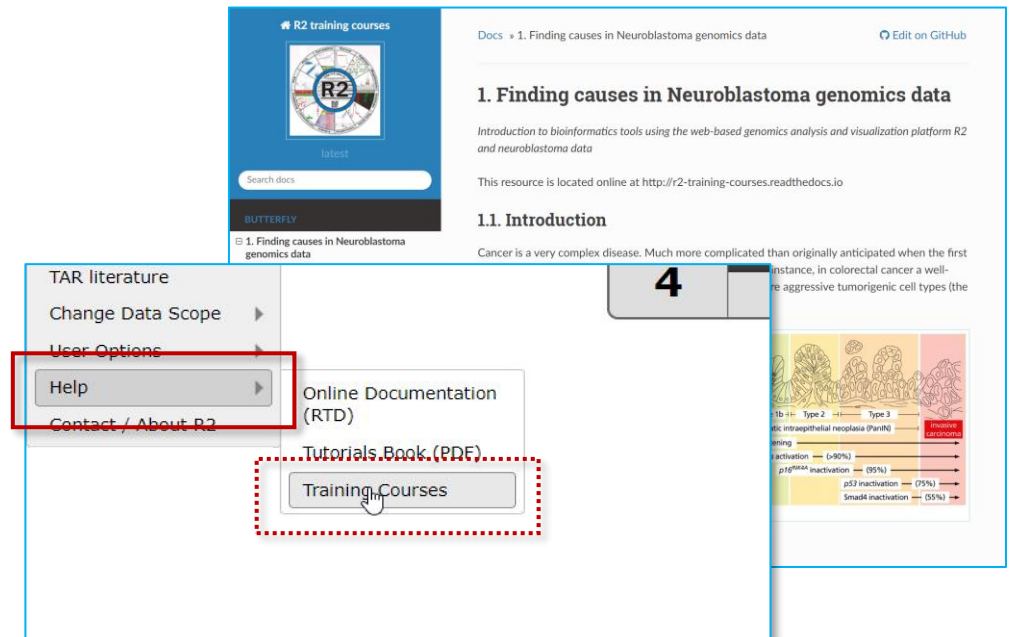 R2 training courses
R2
latest
Search docs
BUTTERFLY
1. Finding causes in Neuroblastoma
genomics data
Docs » 1. Finding causes in Neuroblastoma genomics data
Edit on GitHub
1. Finding causes in Neuroblastoma genomics data
Introduction to bioinformatics tools using the web-based genomics analysis and visualization platform R2
and neuroblastoma data
This resource is located online at http://r2-training-courses.readthedocs.io
1.1. Introduction
Cancer is a very complex disease. Much more complicated than originally anticipated when the first
instance, in colorectal cancer a well-
re aggressive tumorigenic cell types (the
Type 2
Type 3
intraepithelial neoplasia (PanIN)
invasive
carcinoma
activation (>90%)
p16INK4A inactivation (95%)
p53 inactivation (75%)
Smad4 inactivation (55%)
TAR literature
Change Data Scope
User Options
Help
Contact / About R2
4
Online Documentation
(RTD)
Tutorials Book (PDF)
Training Courses